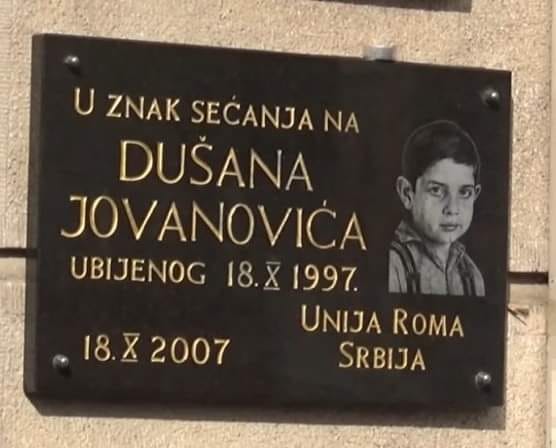 U ZNAK SEĆANJA NA
DUŠANA
JOVANOVIĆA
UBIJENOG 18.X 1997.
UNIJA ROMA
SRBIJA
18.X 2007